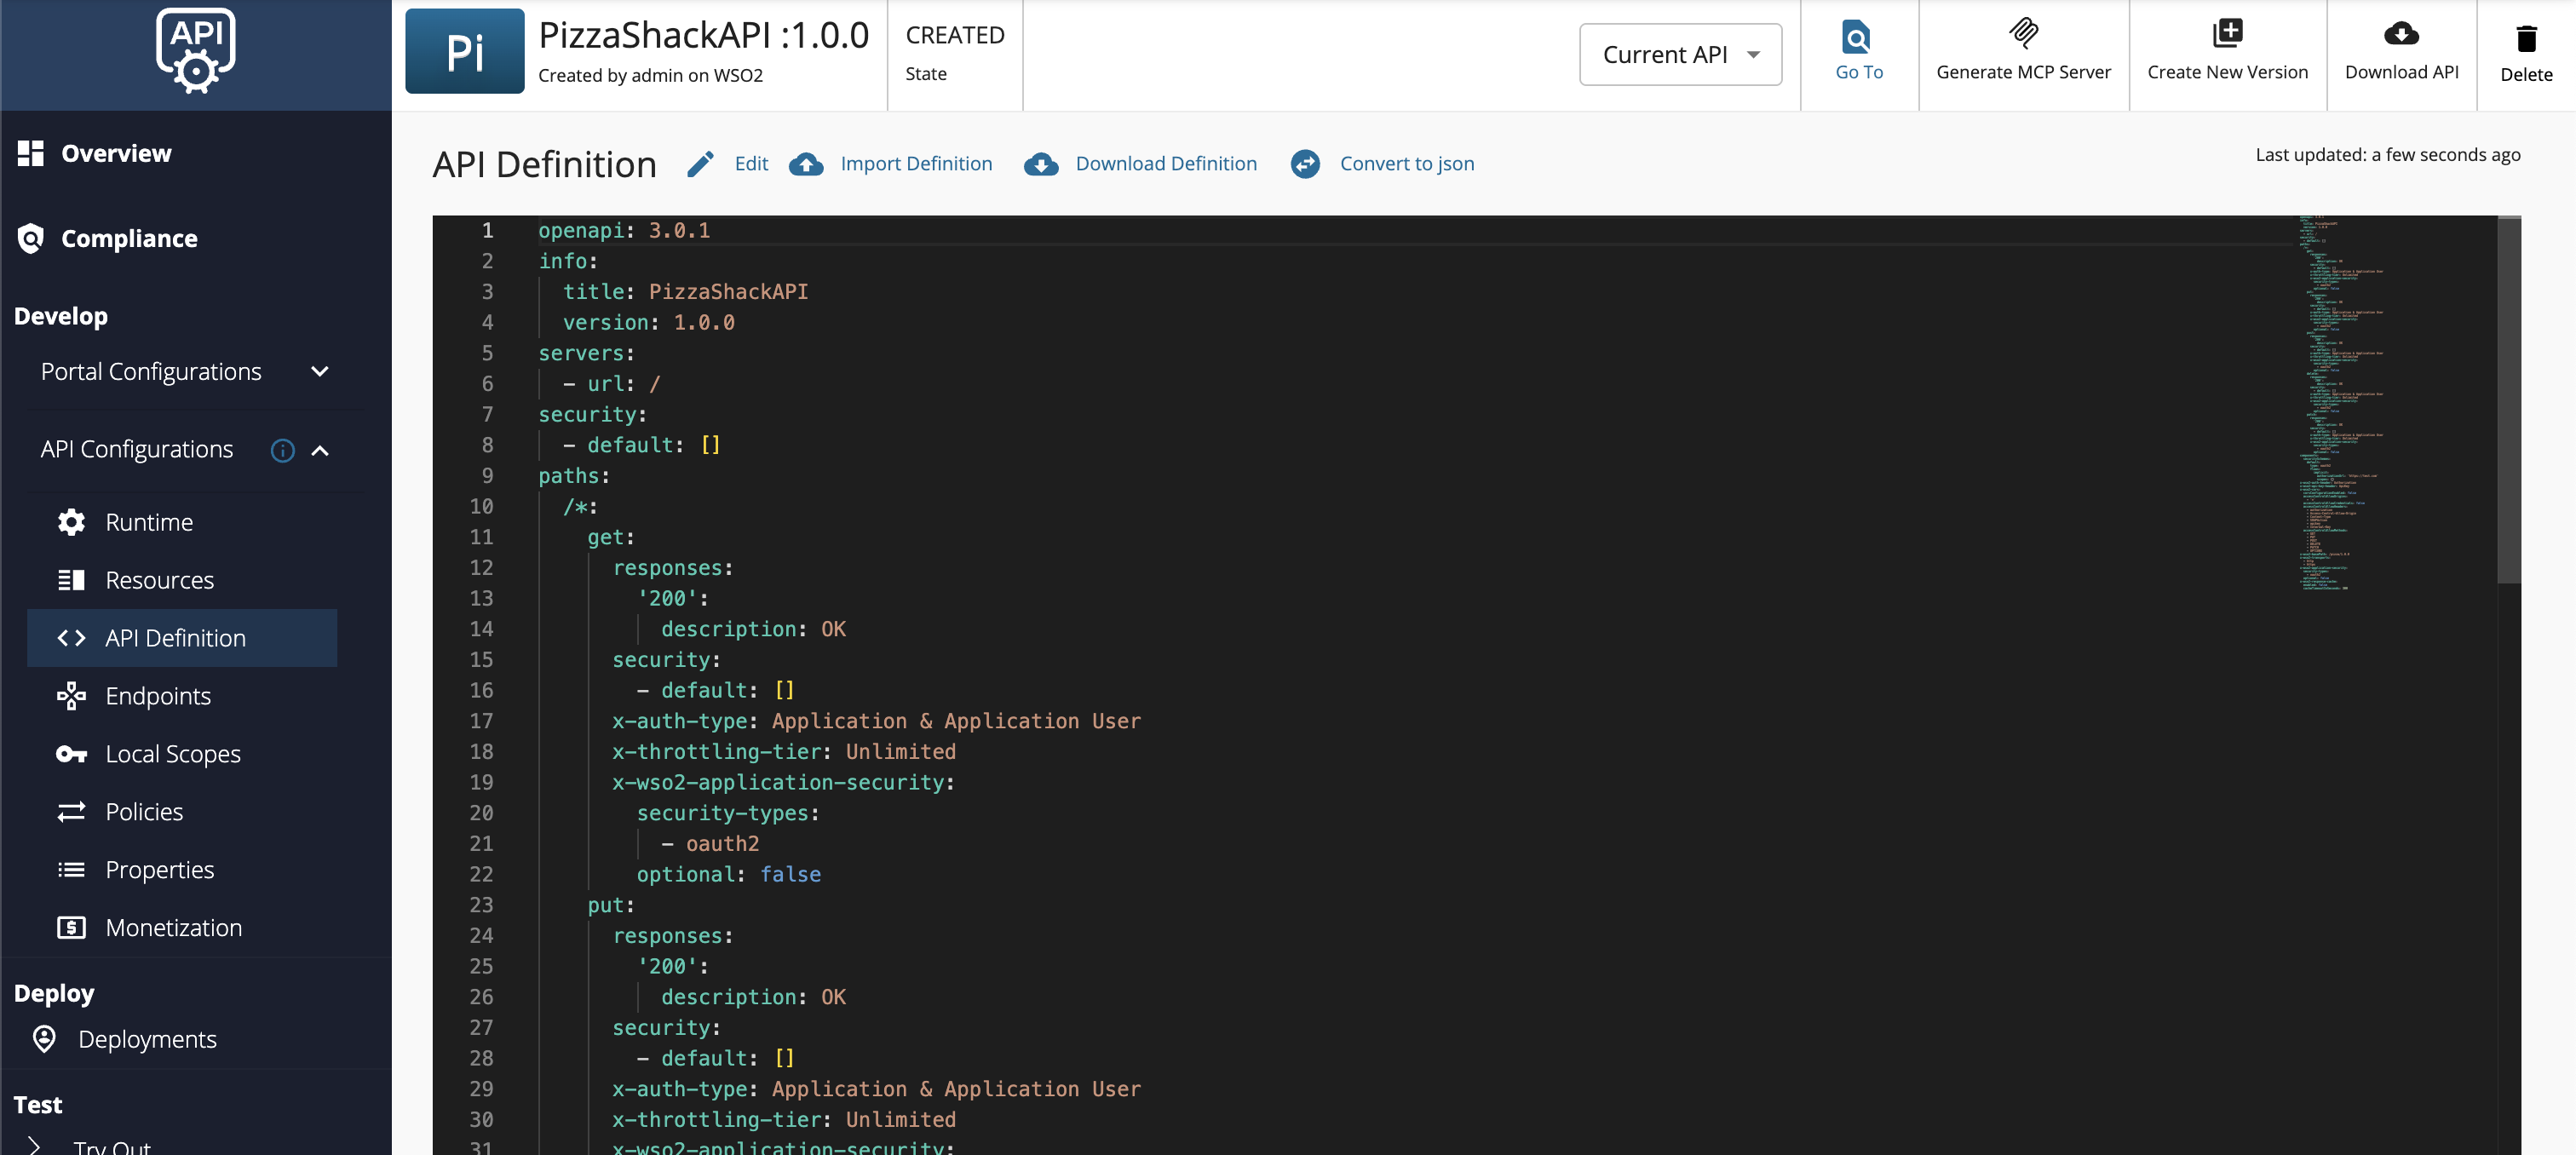 API
Pi
PizzaShackAPI :1.0.0
Created by admin on WSO2
CREATED
State
Current API
Go To
Generate MCP Server
Create New Version
Download API
Delete
Overview
Compliance
Develop
Portal Configurations
API Configurations
Runtime
Resources
API Definition
Endpoints
Local Scopes
Policies
Properties
Monetization
Deploy
Deployments
Test
Try Out
API Definition
Edit
Import Definition
Download Definition
Convert to json
Last updated: a few seconds ago
1 openapi: 3.0.1
2 info:
3 title: PizzaShackAPI
4 version: 1.0.0
5 servers:
6 - url: /
7 security:
8 - default: []
9 paths:
10 /*:
11 get:
12 responses:
13 '200':
14 description: OK
15 security:
16 - default: []
17 x-auth-type: Application & Application User
18 x-throttling-tier: Unlimited
19 x-wso2-application-security:
20 security-types:
21 - oauth2
22 optional: false
23 put:
24 responses:
25 '200':
26 description: OK
27 security:
28 - default: []
29 x-auth-type: Application & Application User
30 x-throttling-tier: Unlimited
31 x-wso2-application-security: